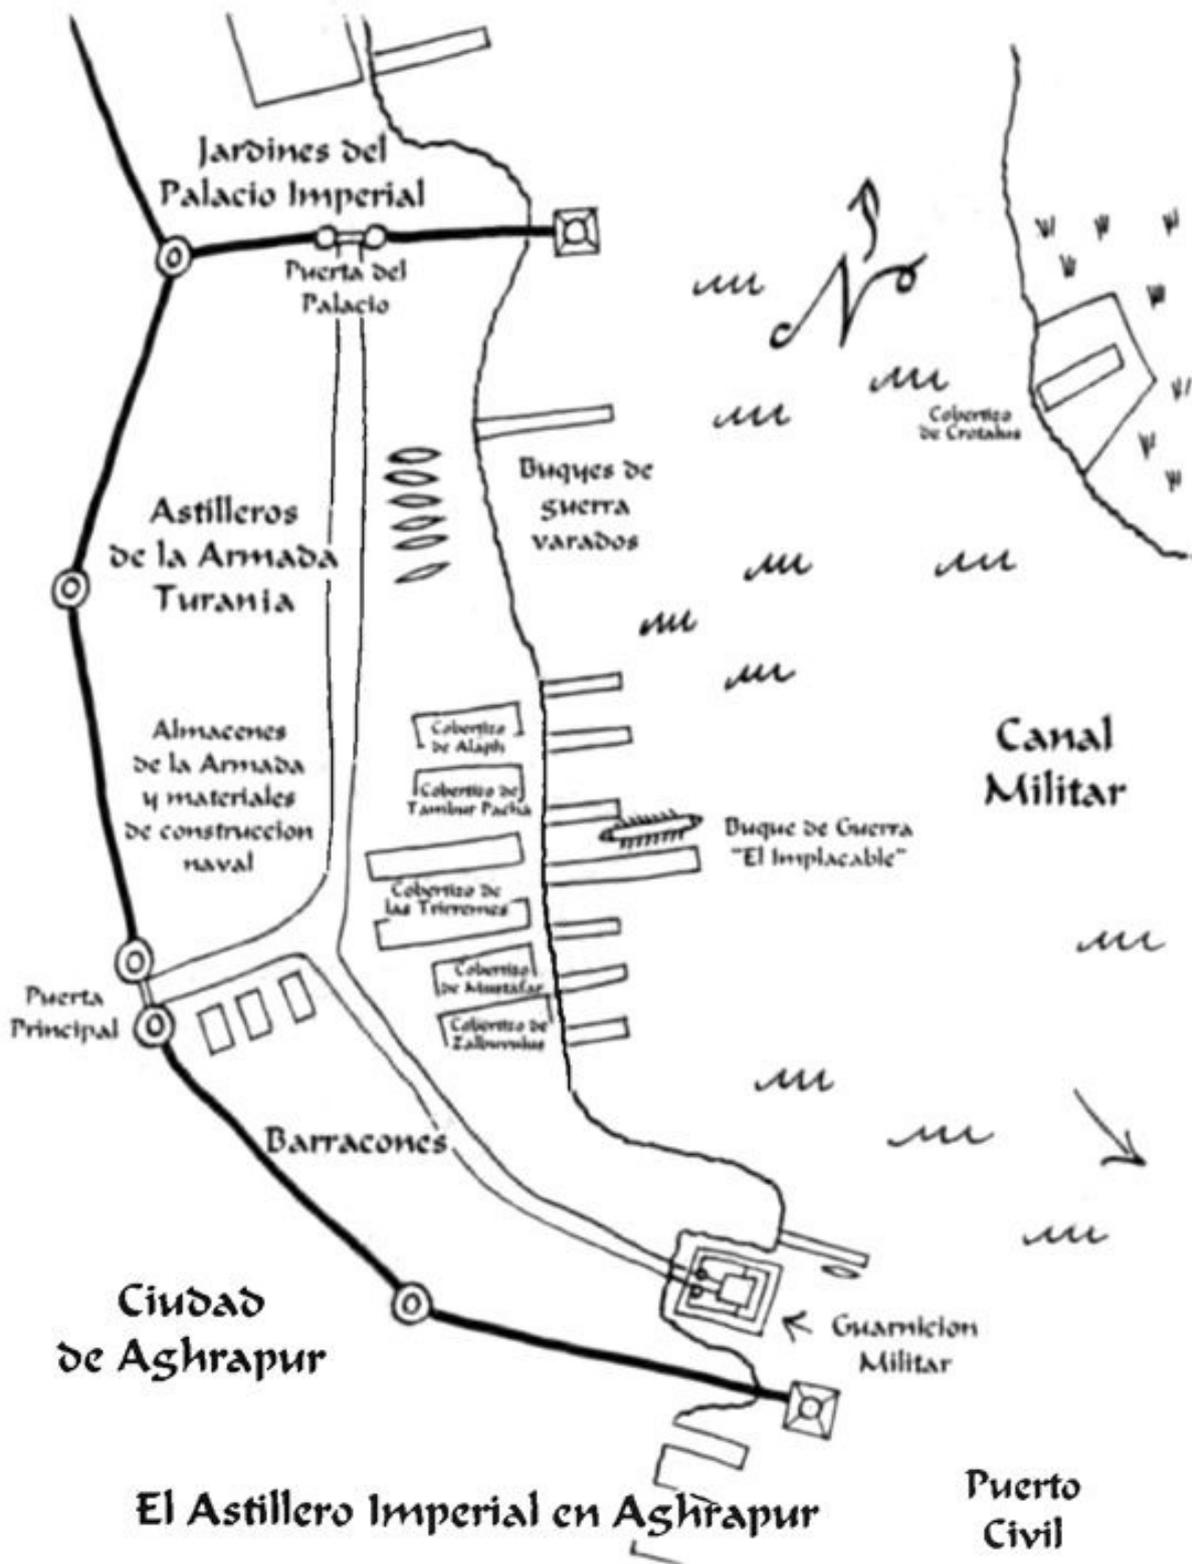 Jardines del
Palacio Imperial
Puerta del
Palacio
N
Cobertizo
de Crotalus
Buques de
guerra
varados
Astilleros
de la Armada
Turania
Cobertizo
de Alaph
Canal
Militar
Almacenes
de la Armada
y materiales
de construccion
naval
Cobertizo de
Tambur Pacha
Buque de Guerra
"El Implacable"
Cobertizo de
las Trirremes
Cobertizo
de Mustafar
Puerta
Principal
Cobertizo de
Zalburulus
Barracones
Ciudad
de Aghrapur
Guarnicion
Militar
El Astillero Imperial en Aghrapur
Puerto
Civil